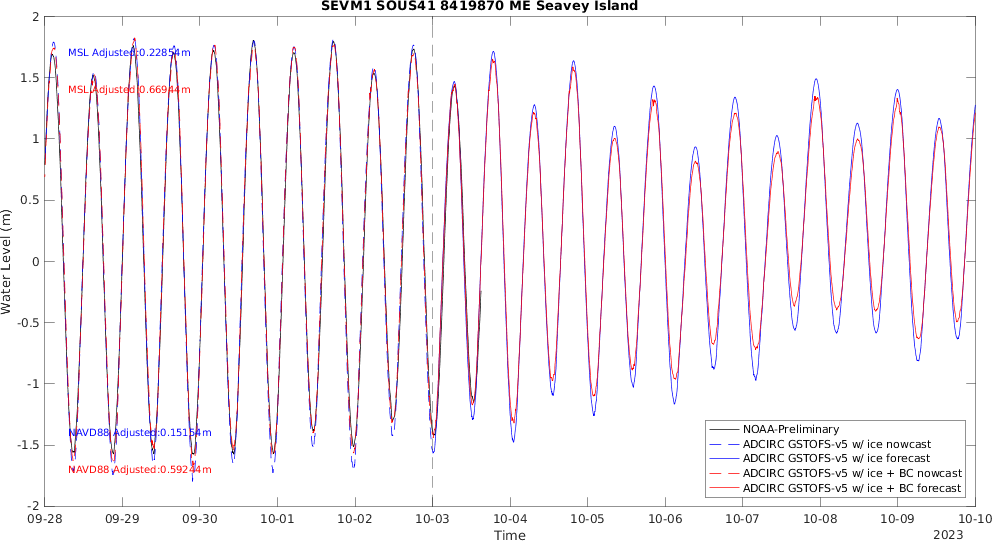 SEVM1 SOUS41 8419870 ME Seavey Island
2
1.5
1
0.5
0
-0.5
-1
-1.5
-2
Water Level (m)
MSL Adjusted:0.22854m
MSL Adjusted:0.66944m
NAVD88 Adjusted:0.15154m
NAVD88 Adjusted:0.59244m
NOAA-Preliminary
ADCIRC GSTOFS-v5 w/ ice nowcast
ADCIRC GSTOFS-v5 w/ ice forecast
ADCIRC GSTOFS-v5 w/ ice + BC nowcast
ADCIRC GSTOFS-v5 w/ ice + BC forecast
09-28 09-29 09-30 10-01 10-02 10-03 10-04 10-05 10-06 10-07 10-08 10-09 10-10
Time
2023